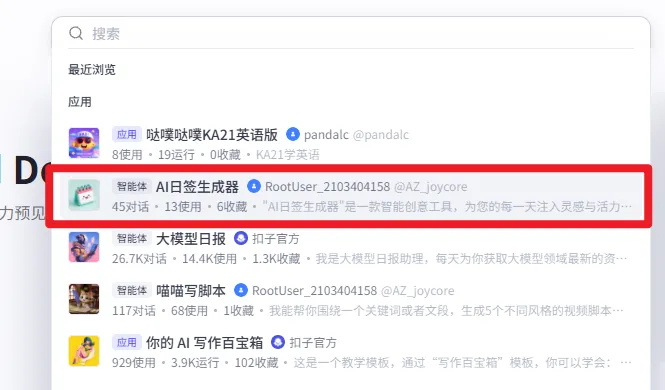 搜索
最近浏览
应用
应用 哒噗哒噗KA21英语版 pandalc @pandalc
8使用 • 19运行 • 0收藏 • KA21学英语
De
智能体 AI日签生成器 RootUser_2103404158 @AZ_joycore
45对话 • 13使用 • 6收藏 • "AI日签生成器"是一款智能创意工具，为您的每一天注入灵感与活力…
力预见
智能体 大模型日报 扣子官方
26.7K对话 • 14.4K使用 • 1.3K收藏 • 我是大模型日报助理，每天为你获取大模型领域最新的资…
智能体 喵喵写脚本 RootUser_2103404158 @AZ_joycore
117对话 • 68使用 • 1收藏 • 我能帮你围绕一个关键词或者文段，生成5个不同风格的视频脚本…
应用 你的 AI 写作百宝箱 扣子官方
929使用 • 3.9K运行 • 102收藏 • 这是一个教学模板，通过“写作百宝箱”模板，你可以学会：…